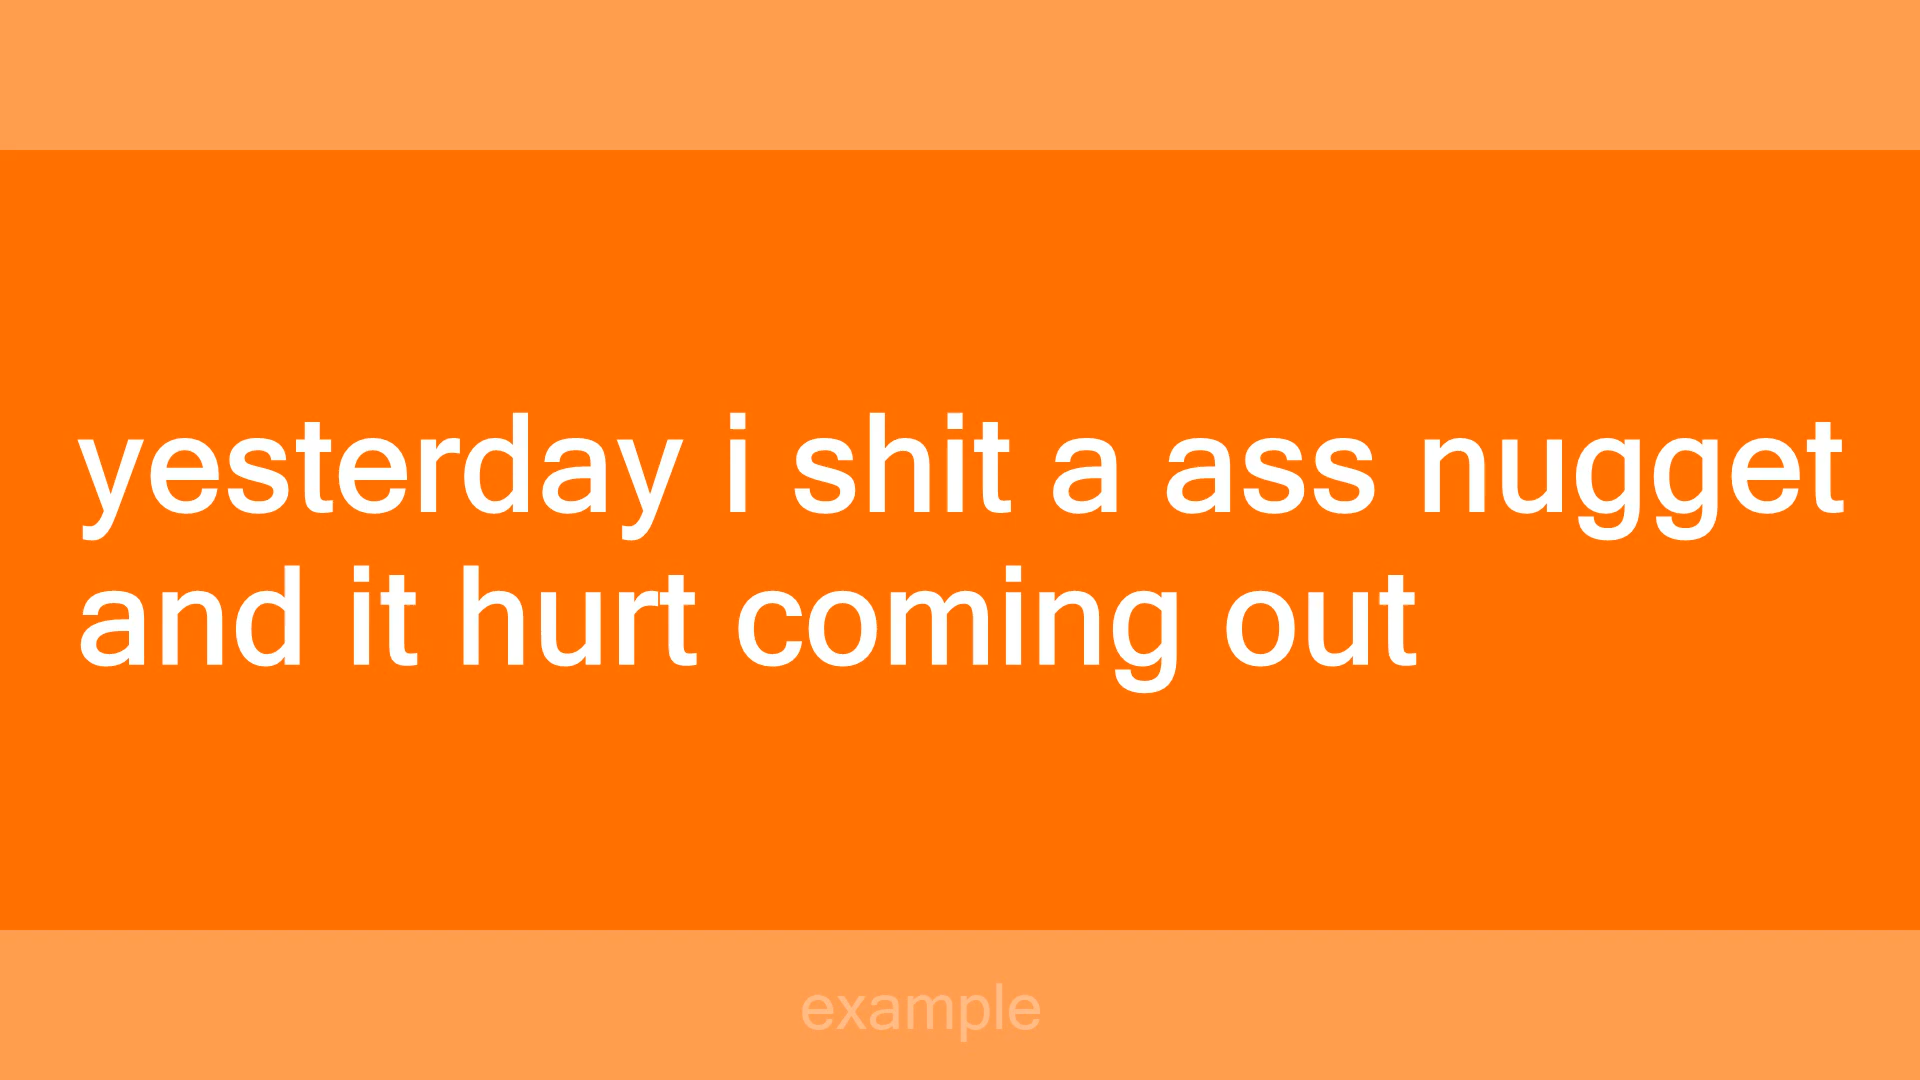 yesterday i shit a ass nugget
and it hurt coming out
example